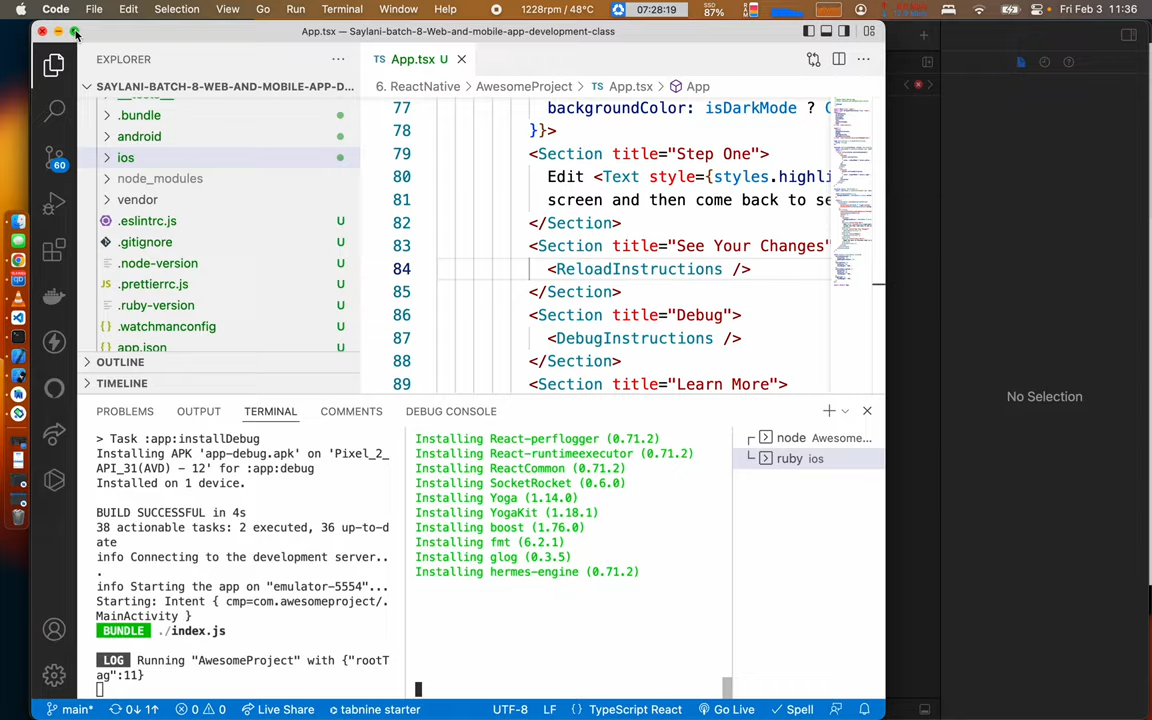 Code File Edit Selection View Go Run Terminal Window Help 1228rpm / 48°C 07:28:19 SSD 87% Fri Feb 3 11:36
App.tsx — Saylani-batch-8-Web-and-mobile-app-development-class
EXPLORER
App.tsx U
SAYLANI-BATCH-8-WEB-AND-MOBILE-APP-D...
6. ReactNative > AwesomeProject > App.tsx > App
.bundle
android
ios
node_modules
vendor
.eslintrc.js U
.gitignore U
.node-version U
.prettierrc.js U
.ruby-version U
.watchmanconfig U
app.json U
OUTLINE
TIMELINE
60
77 backgroundColor: isDarkMode ?
78 }}>
79 <Section title="Step One">
80 Edit <Text style={styles.highli
81 screen and then come back to se
82 </Section>
83 <Section title="See Your Changes"
84 <ReloadInstructions />
85 </Section>
86 <Section title="Debug">
87 <DebugInstructions />
88 </Section>
89 <Section title="Learn More">
No Selection
PROBLEMS OUTPUT TERMINAL COMMENTS DEBUG CONSOLE
> Task :app:installDebug
Installing APK 'app-debug.apk' on 'Pixel_2_
API_31(AVD) - 12' for :app:debug
Installed on 1 device.
BUILD SUCCESSFUL in 4s
38 actionable tasks: 2 executed, 36 up-to-d
ate
info Connecting to the development server..
.
info Starting the app on "emulator-5554"...
Starting: Intent { cmp=com.awesomeproject/.
MainActivity }
BUNDLE ./index.js
LOG Running "AwesomeProject" with {"rootT
ag":11}
Installing React-perflogger (0.71.2)
Installing React-runtimeexecutor (0.71.2)
Installing ReactCommon (0.71.2)
Installing SocketRocket (0.6.0)
Installing Yoga (1.14.0)
Installing YogaKit (1.18.1)
Installing boost (1.76.0)
Installing fmt (6.2.1)
Installing glog (0.3.5)
Installing hermes-engine (0.71.2)
node Awesome...
ruby ios
main* 0↓ 1↑ 0 0 Live Share tabnine starter UTF-8 LF TypeScript React Go Live Spell